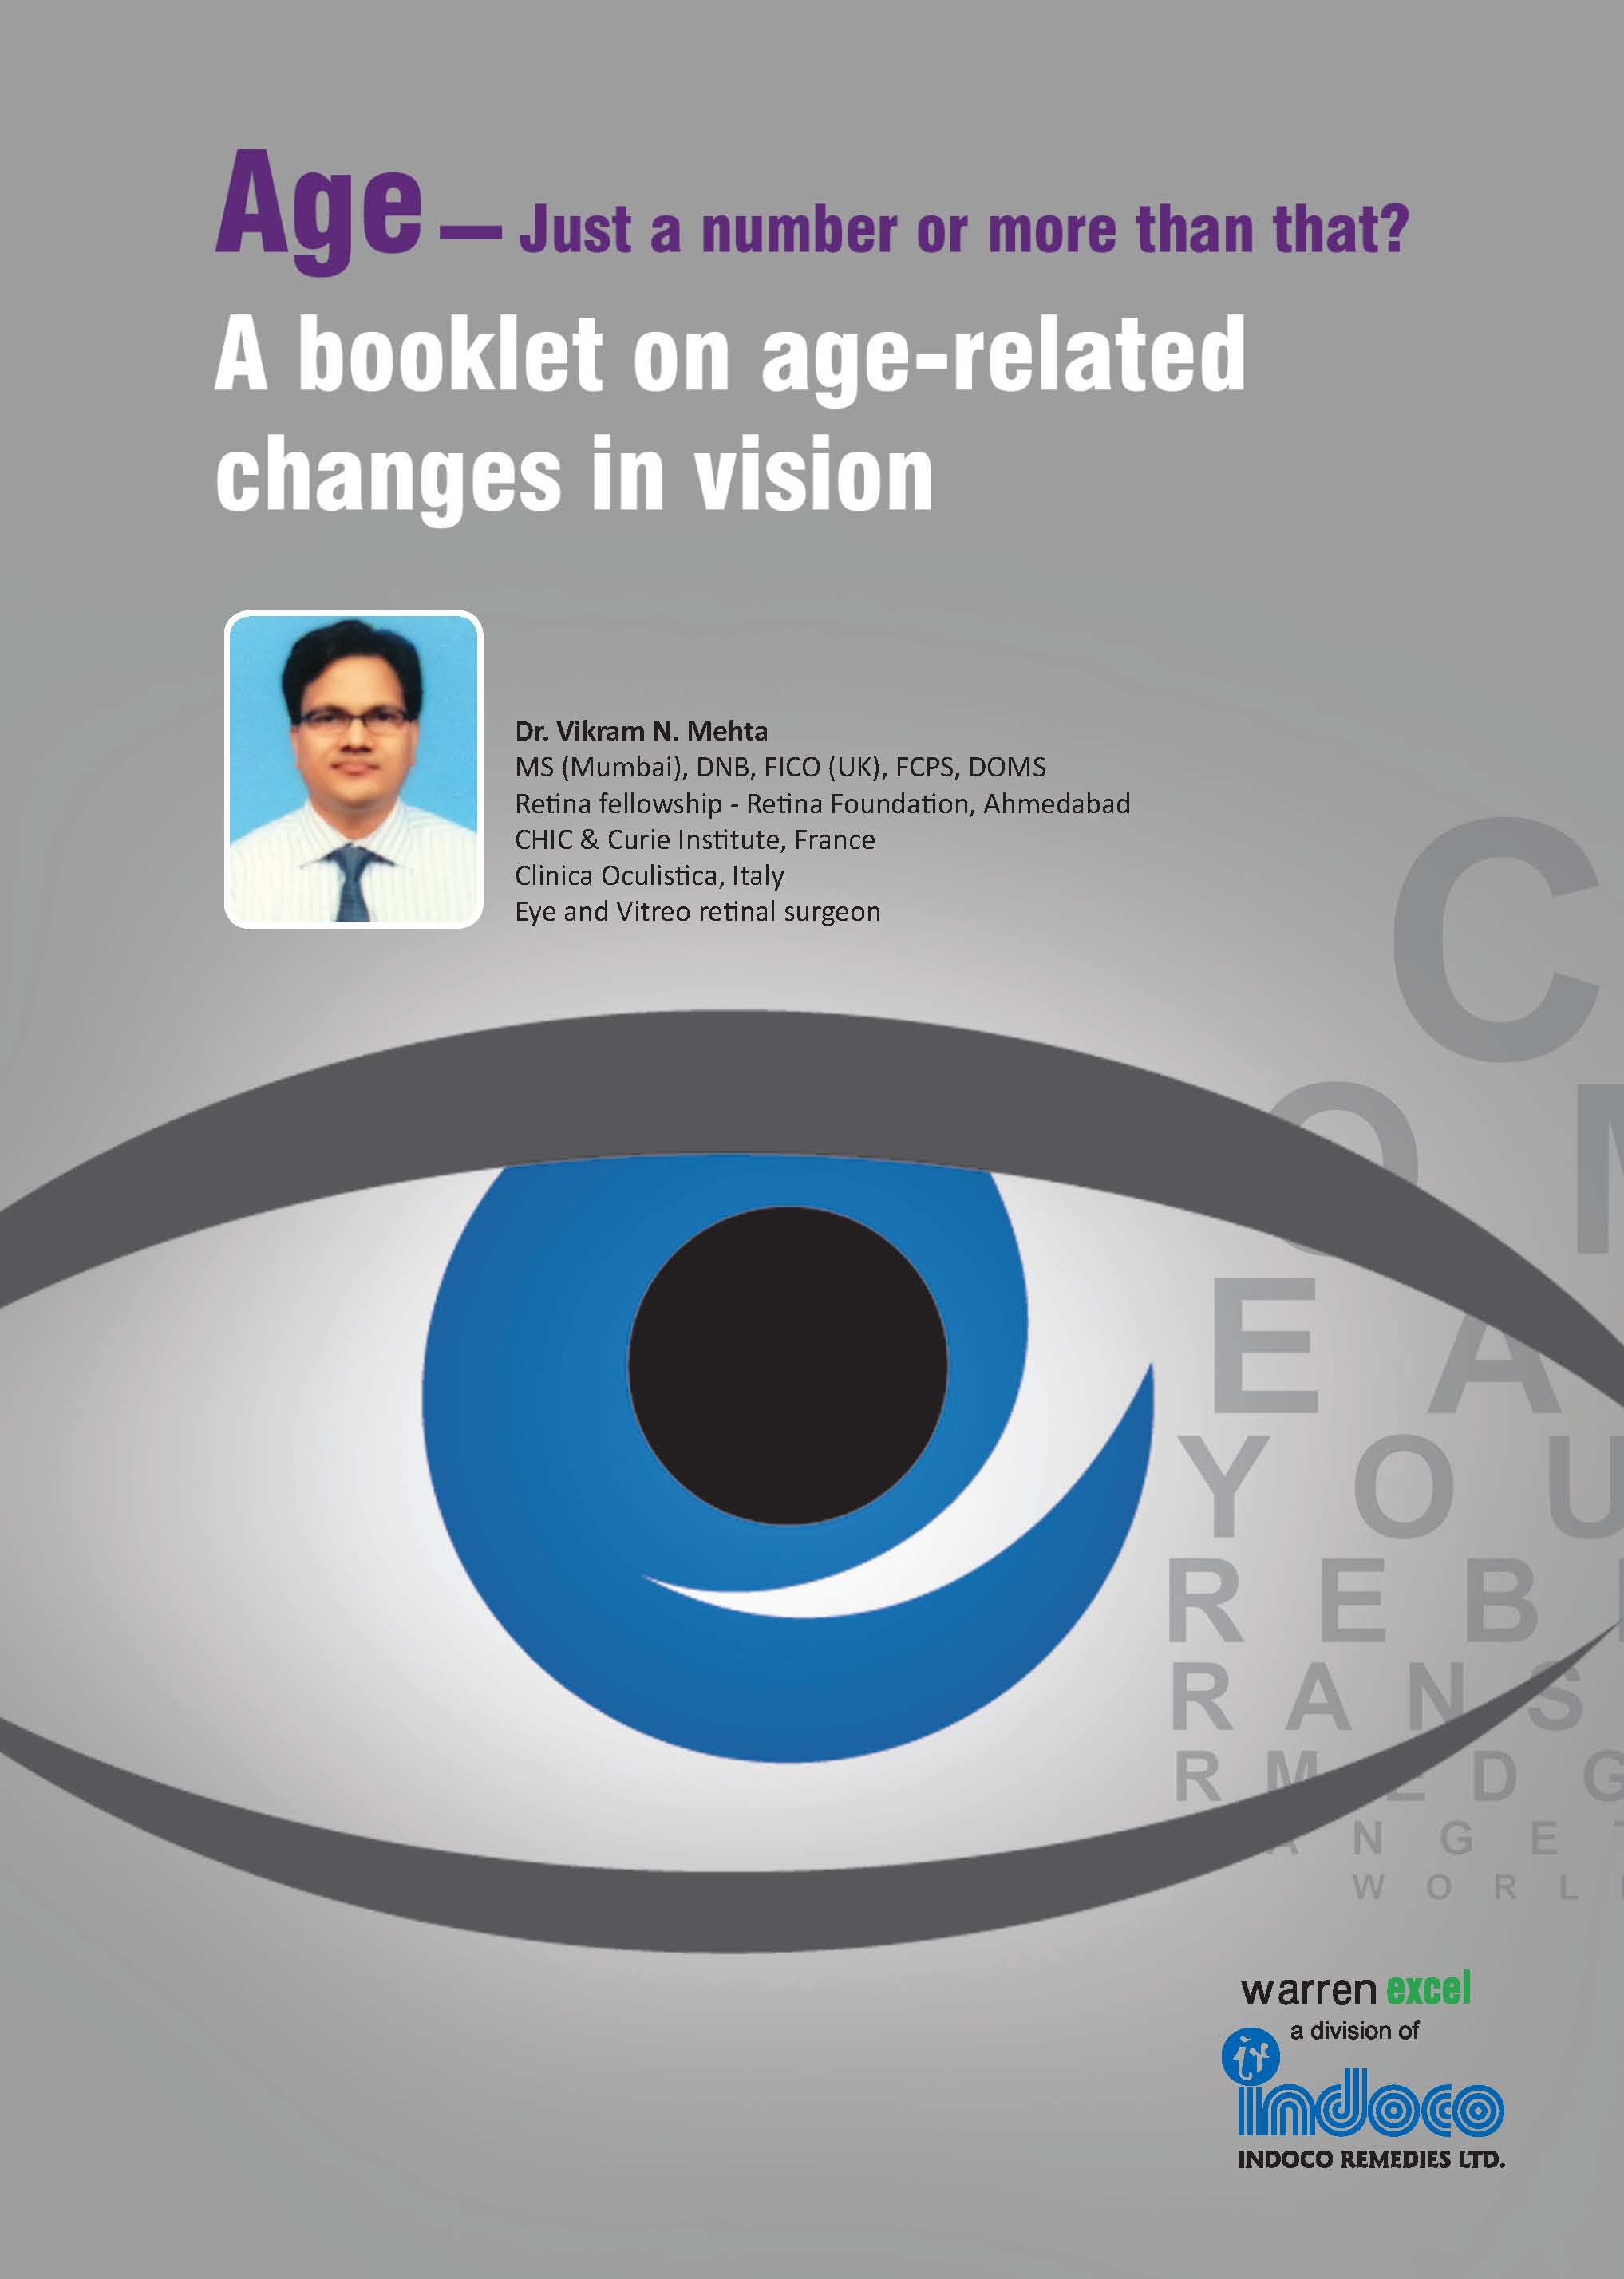 Age – Just a number or more than that?
A booklet on age-related
changes in vision
Dr. Vikram N. Mehta
MS (Mumbai), DNB, FICO (UK), FCPS, DOMS
Retina fellowship - Retina Foundation, Ahmedabad
CHIC & Curie Institute, France
Clinica Oculistica, Italy
Eye and Vitreo retinal surgeon
C
O
E A
Y O U
R E B
R A N S
R M E D G
A N G E T
W O R L
warren excel
a division of
indoco
INDOCO REMEDIES LTD.